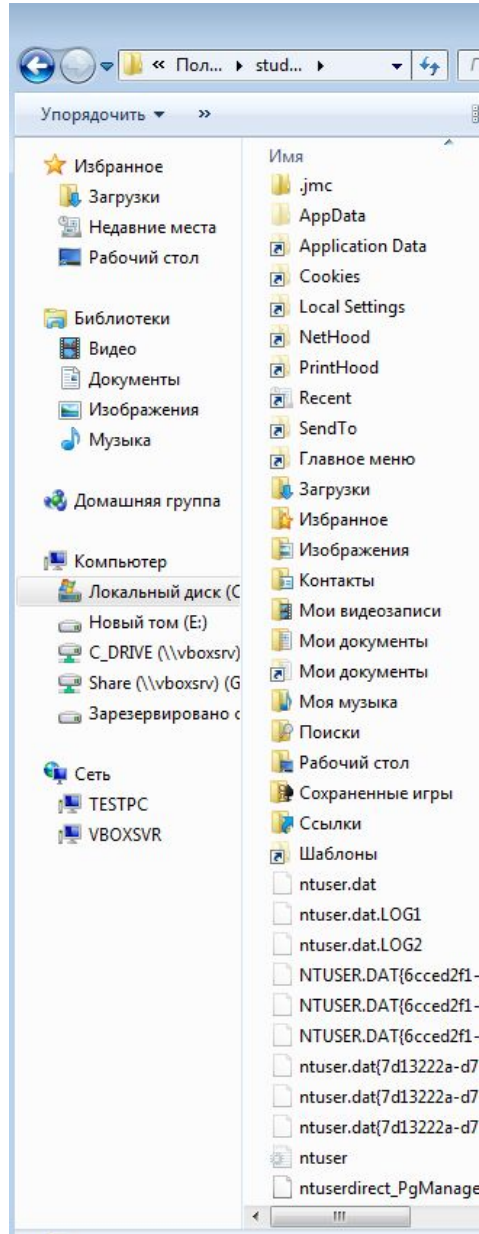 « Пол... stud...
Упорядочить »
Избранное
Загрузки
Недавние места
Рабочий стол
Библиотеки
Видео
Документы
Изображения
Музыка
Домашняя группа
Компьютер
Локальный диск (C
Новый том (E:)
C_DRIVE (\\vboxsrv)
Share (\\vboxsrv) (G
Зарезервировано с
Сеть
TESTPC
VBOXSVR
Имя
.jmc
AppData
Application Data
Cookies
Local Settings
NetHood
PrintHood
Recent
SendTo
Главное меню
Загрузки
Избранное
Изображения
Контакты
Мои видеозаписи
Мои документы
Мои документы
Моя музыка
Поиски
Рабочий стол
Сохраненные игры
Ссылки
Шаблоны
ntuser.dat
ntuser.dat.LOG1
ntuser.dat.LOG2
NTUSER.DAT{6cced2f1-
NTUSER.DAT{6cced2f1-
NTUSER.DAT{6cced2f1-
ntuser.dat{7d13222a-d7
ntuser.dat{7d13222a-d7
ntuser.dat{7d13222a-d7
ntuser
ntuserdirect_PgManage